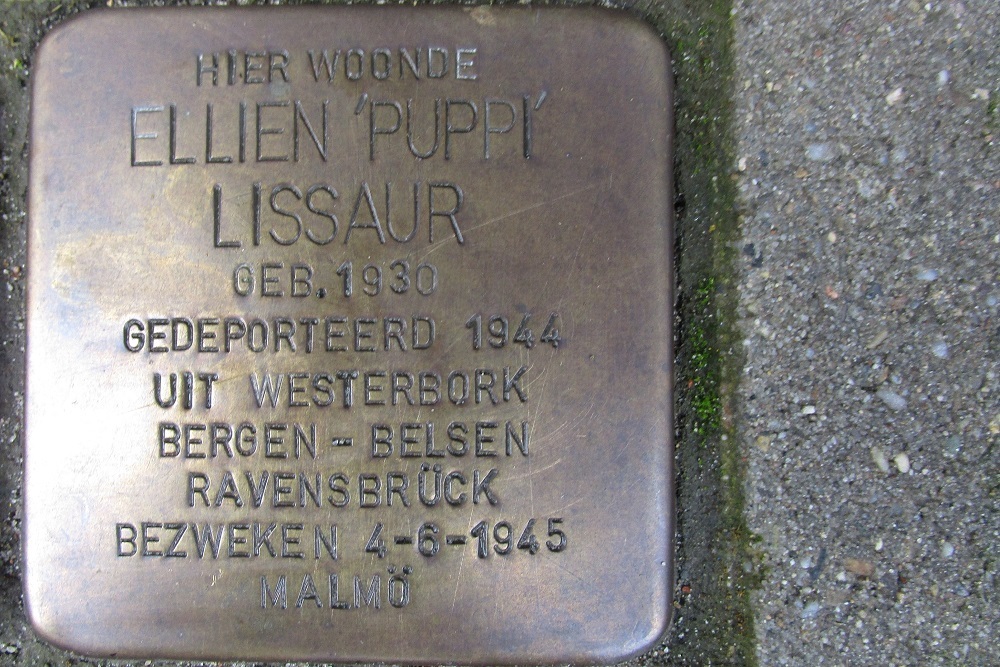 HIER WOONDE
ELLIEN 'PUPPI'
LISSAUR
GEB. 1930
GEDEPORTEERD 1944
UIT WESTERBORK
BERGEN - BELSEN
RAVENSBRÜCK
BEZWEKEN 4-6-1945
MALMÖ